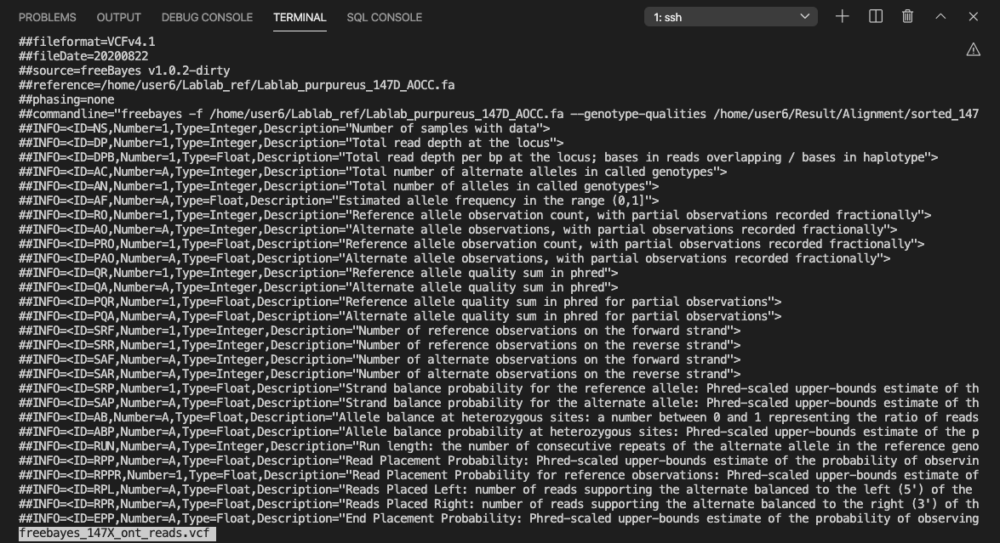 PROBLEMS OUTPUT DEBUG CONSOLE TERMINAL SQL CONSOLE 1: ssh
##fileformat=VCFv4.1
##fileDate=20200822
##source=freeBayes v1.0.2-dirty
##reference=/home/user6/Lablab_ref/Lablab_purpureus_147D_AOCC.fa
##phasing=none
##commandline="freebayes -f /home/user6/Lablab_ref/Lablab_purpureus_147D_AOCC.fa --genotype-qualities /home/user6/Result/Alignment/sorted_147
##INFO=<ID=NS,Number=1,Type=Integer,Description="Number of samples with data">
##INFO=<ID=DP,Number=1,Type=Integer,Description="Total read depth at the locus">
##INFO=<ID=DPB,Number=1,Type=Float,Description="Total read depth per bp at the locus; bases in reads overlapping / bases in haplotype">
##INFO=<ID=AC,Number=A,Type=Integer,Description="Total number of alternate alleles in called genotypes">
##INFO=<ID=AN,Number=1,Type=Integer,Description="Total number of alleles in called genotypes">
##INFO=<ID=AF,Number=A,Type=Float,Description="Estimated allele frequency in the range (0,1]">
##INFO=<ID=RO,Number=1,Type=Integer,Description="Reference allele observation count, with partial observations recorded fractionally">
##INFO=<ID=AO,Number=A,Type=Integer,Description="Alternate allele observations, with partial observations recorded fractionally">
##INFO=<ID=PRO,Number=1,Type=Float,Description="Reference allele observation count, with partial observations recorded fractionally">
##INFO=<ID=PAO,Number=A,Type=Float,Description="Alternate allele observations, with partial observations recorded fractionally">
##INFO=<ID=QR,Number=1,Type=Integer,Description="Reference allele quality sum in phred">
##INFO=<ID=QA,Number=A,Type=Integer,Description="Alternate allele quality sum in phred">
##INFO=<ID=PQR,Number=1,Type=Float,Description="Reference allele quality sum in phred for partial observations">
##INFO=<ID=PQA,Number=A,Type=Float,Description="Alternate allele quality sum in phred for partial observations">
##INFO=<ID=SRF,Number=1,Type=Integer,Description="Number of reference observations on the forward strand">
##INFO=<ID=SRR,Number=1,Type=Integer,Description="Number of reference observations on the reverse strand">
##INFO=<ID=SAF,Number=A,Type=Integer,Description="Number of alternate observations on the forward strand">
##INFO=<ID=SAR,Number=A,Type=Integer,Description="Number of alternate observations on the reverse strand">
##INFO=<ID=SRP,Number=1,Type=Float,Description="Strand balance probability for the reference allele: Phred-scaled upper-bounds estimate of th
##INFO=<ID=SAP,Number=A,Type=Float,Description="Strand balance probability for the alternate allele: Phred-scaled upper-bounds estimate of th
##INFO=<ID=AB,Number=A,Type=Float,Description="Allele balance at heterozygous sites: a number between 0 and 1 representing the ratio of reads
##INFO=<ID=ABP,Number=A,Type=Float,Description="Allele balance probability at heterozygous sites: Phred-scaled upper-bounds estimate of the p
##INFO=<ID=RUN,Number=A,Type=Integer,Description="Run length: the number of consecutive repeats of the alternate allele in the reference geno
##INFO=<ID=RPP,Number=A,Type=Float,Description="Read Placement Probability: Phred-scaled upper-bounds estimate of the probability of observin
##INFO=<ID=RPPR,Number=1,Type=Float,Description="Read Placement Probability for reference observations: Phred-scaled upper-bounds estimate of
##INFO=<ID=RPL,Number=A,Type=Float,Description="Reads Placed Left: number of reads supporting the alternate balanced to the left (5') of the
##INFO=<ID=RPR,Number=A,Type=Float,Description="Reads Placed Right: number of reads supporting the alternate balanced to the right (3') of th
##INFO=<ID=EPP,Number=A,Type=Float,Description="End Placement Probability: Phred-scaled upper-bounds estimate of the probability of observing
freebayes_147X_ont_reads.vcf